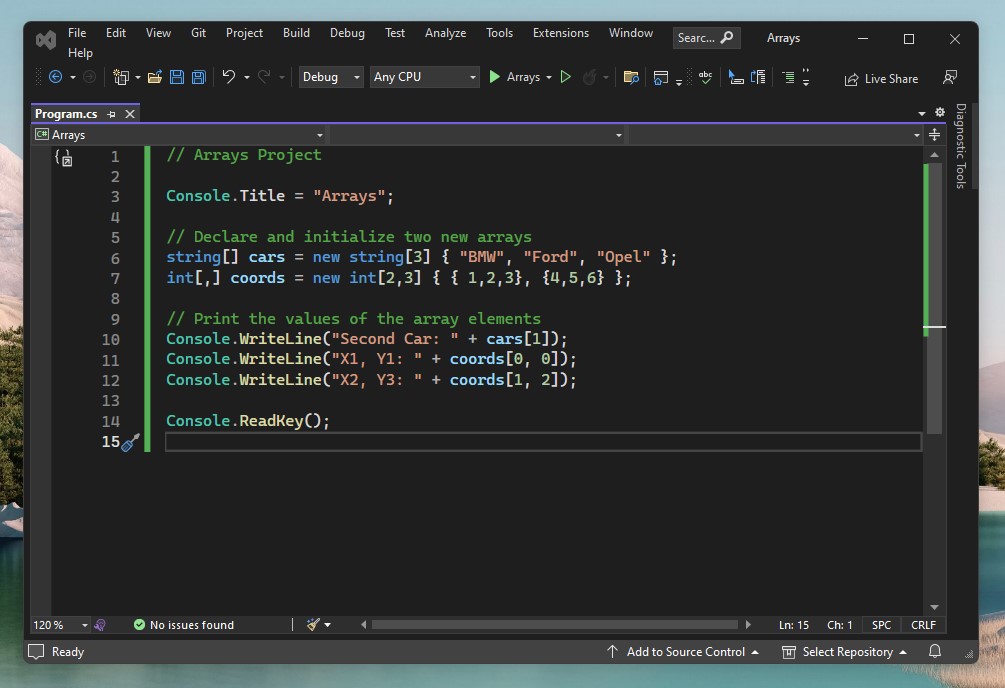 File Edit View Git Project Build Debug Test Analyze Tools Extensions Window Searc... Arrays
Help
Debug Any CPU Arrays abc Live Share
Program.cs
C# Arrays
1 // Arrays Project
2
3 Console.Title = "Arrays";
4
5 // Declare and initialize two new arrays
6 string[] cars = new string[3] { "BMW", "Ford", "Opel" };
7 int[,] coords = new int[2,3] { { 1,2,3}, {4,5,6} };
8
9 // Print the values of the array elements
10 Console.WriteLine("Second Car: " + cars[1]);
11 Console.WriteLine("X1, Y1: " + coords[0, 0]);
12 Console.WriteLine("X2, Y3: " + coords[1, 2]);
13
14 Console.ReadKey();
15
Diagnostic Tools
120 % No issues found Ln: 15 Ch: 1 SPC CRLF
Ready Add to Source Control Select Repository